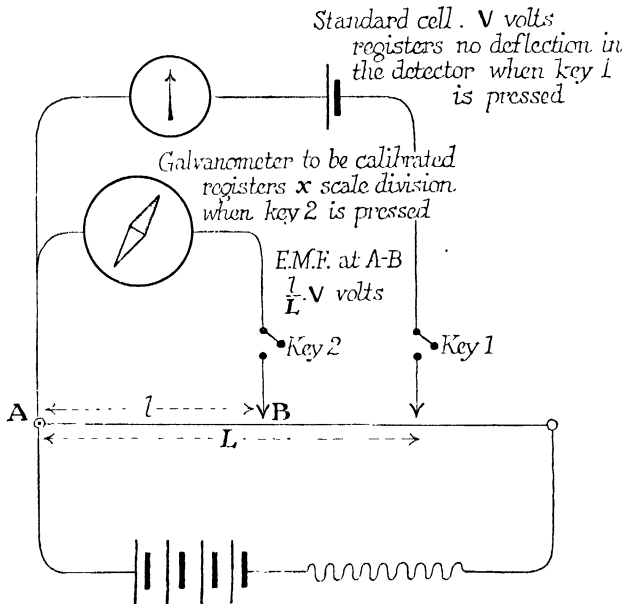 Standard cell. V volts
registers no deflection in
the detector when key 1
is pressed
Galvanometer to be calibrated
registers x scale division
when key 2 is pressed
E.M.F. at A-B
l/L . V volts
Key 2
Key 1
A
l
B
L